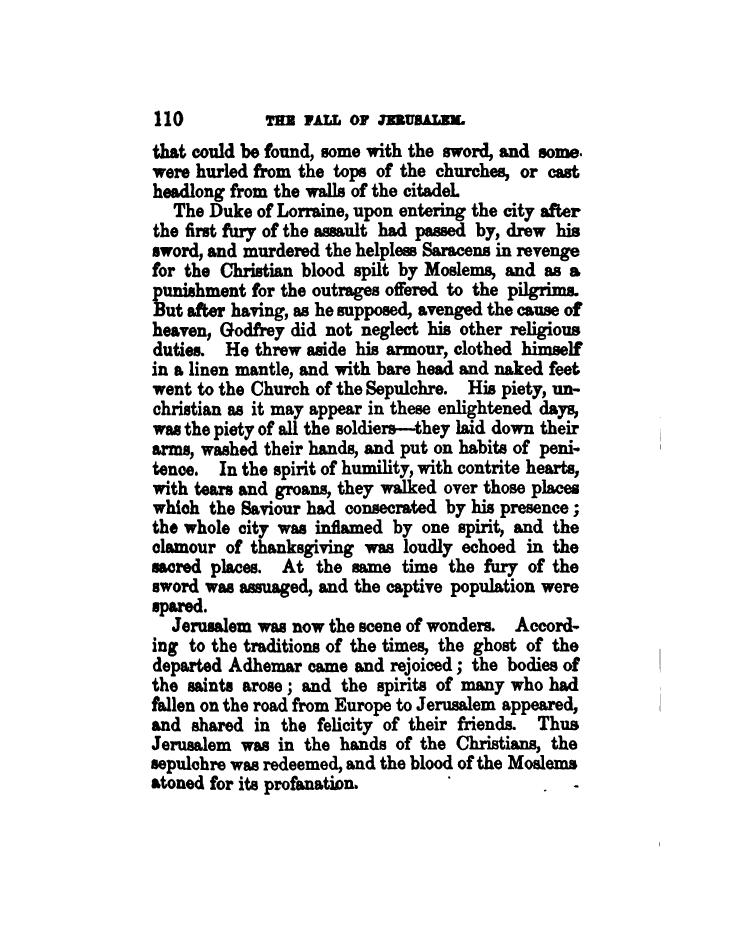 110 THE FALL OF JERUSALEM.
that could be found, some with the sword, and some
were hurled from the tops of the churches, or cast
headlong from the walls of the citadel.
The Duke of Lorraine, upon entering the city after
the first fury of the assault had passed by, drew his
sword, and murdered the helpless Saracens in revenge
for the Christian blood spilt by Moslems, and as a
punishment for the outrages offered to the pilgrims.
But after having, as he supposed, avenged the cause of
heaven, Godfrey did not neglect his other religious
duties. He threw aside his armour, clothed himself
in a linen mantle, and with bare head and naked feet
went to the Church of the Sepulchre. His piety, un-
christian as it may appear in these enlightened days,
was the piety of all the soldiers—they laid down their
arms, washed their hands, and put on habits of peni-
tence. In the spirit of humility, with contrite hearts,
with tears and groans, they walked over those places
which the Saviour had consecrated by his presence;
the whole city was inflamed by one spirit, and the
clamour of thanksgiving was loudly echoed in the
sacred places. At the same time the fury of the
sword was assuaged, and the captive population were
spared.
Jerusalem was now the scene of wonders. Accord-
ing to the traditions of the times, the ghost of the
departed Adhemar came and rejoiced; the bodies of
the saints arose; and the spirits of many who had
fallen on the road from Europe to Jerusalem appeared,
and shared in the felicity of their friends. Thus
Jerusalem was in the hands of the Christians, the
sepulchre was redeemed, and the blood of the Moslems
atoned for its profanation.